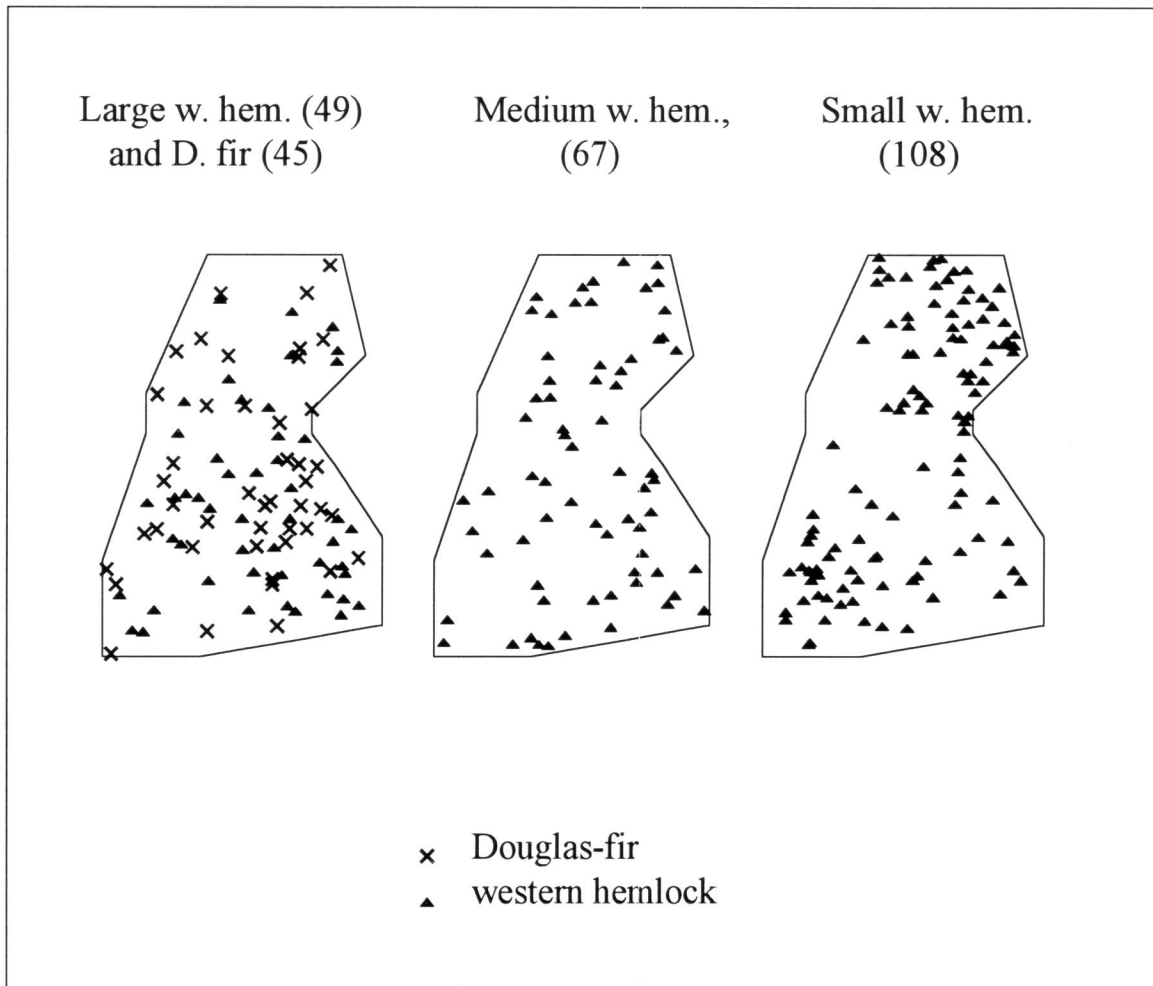 Large w. hem. (49)
and D. fir (45)
Medium w. hem.,
(67)
Small w. hem.
(108)
Douglas-fir
western hemlock